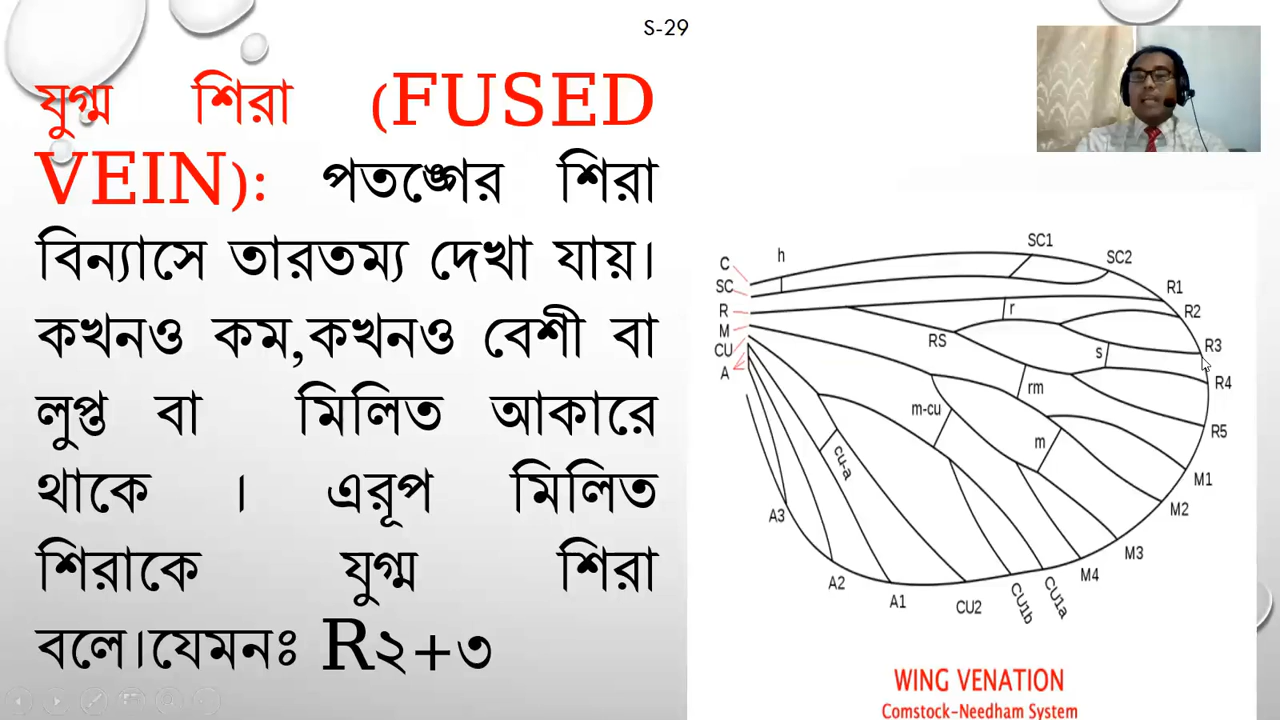 S-29
যুগ্ম শিরা (FUSED
VEIN): পতঙ্গের শিরা
বিন্যাসে তারতম্য দেখা যায়।
কখনও কম,কখনও বেশী বা
লুপ্ত বা মিলিত আকারে
থাকে । এরূপ মিলিত
শিরাকে যুগ্ম শিরা
বলে।যেমনঃ R২+৩
C
h
SC1
SC2
SC
R1
R
r
R2
M
RS
R3
CU
s
A
rm
R4
m-cu
R5
m
cu-a
M1
M2
A3
M3
A2
M4
A1
CU2
CU1b
CU1a
WING VENATION
Comstock-Needham System